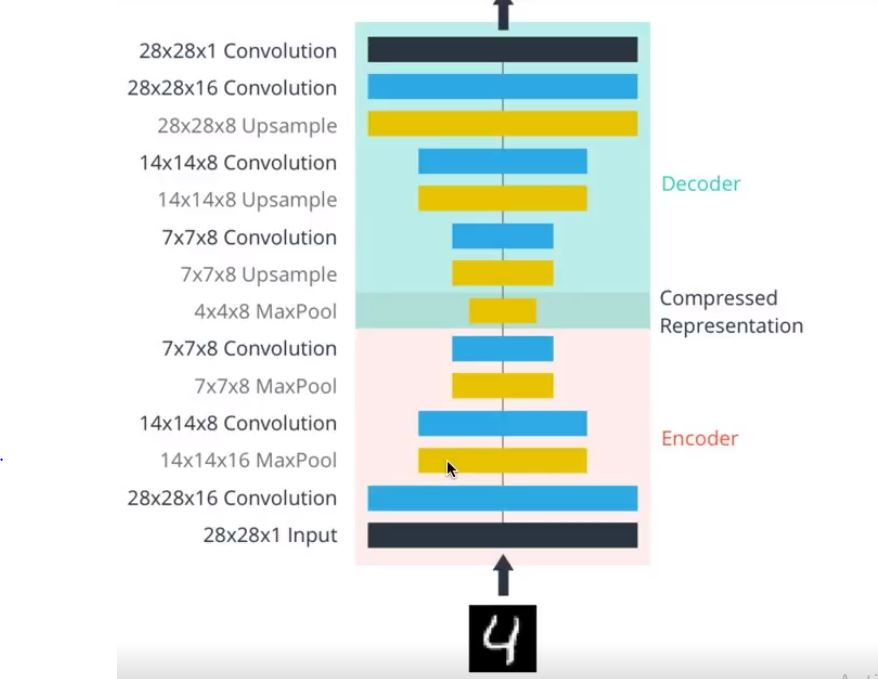 28x28x1 Convolution
28x28x16 Convolution
28x28x8 Upsample
14x14x8 Convolution
14x14x8 Upsample
Decoder
7x7x8 Convolution
7x7x8 Upsample
4x4x8 MaxPool
Compressed
Representation
7x7x8 Convolution
7x7x8 MaxPool
14x14x8 Convolution
Encoder
14x14x16 MaxPool
28x28x16 Convolution
28x28x1 Input
4